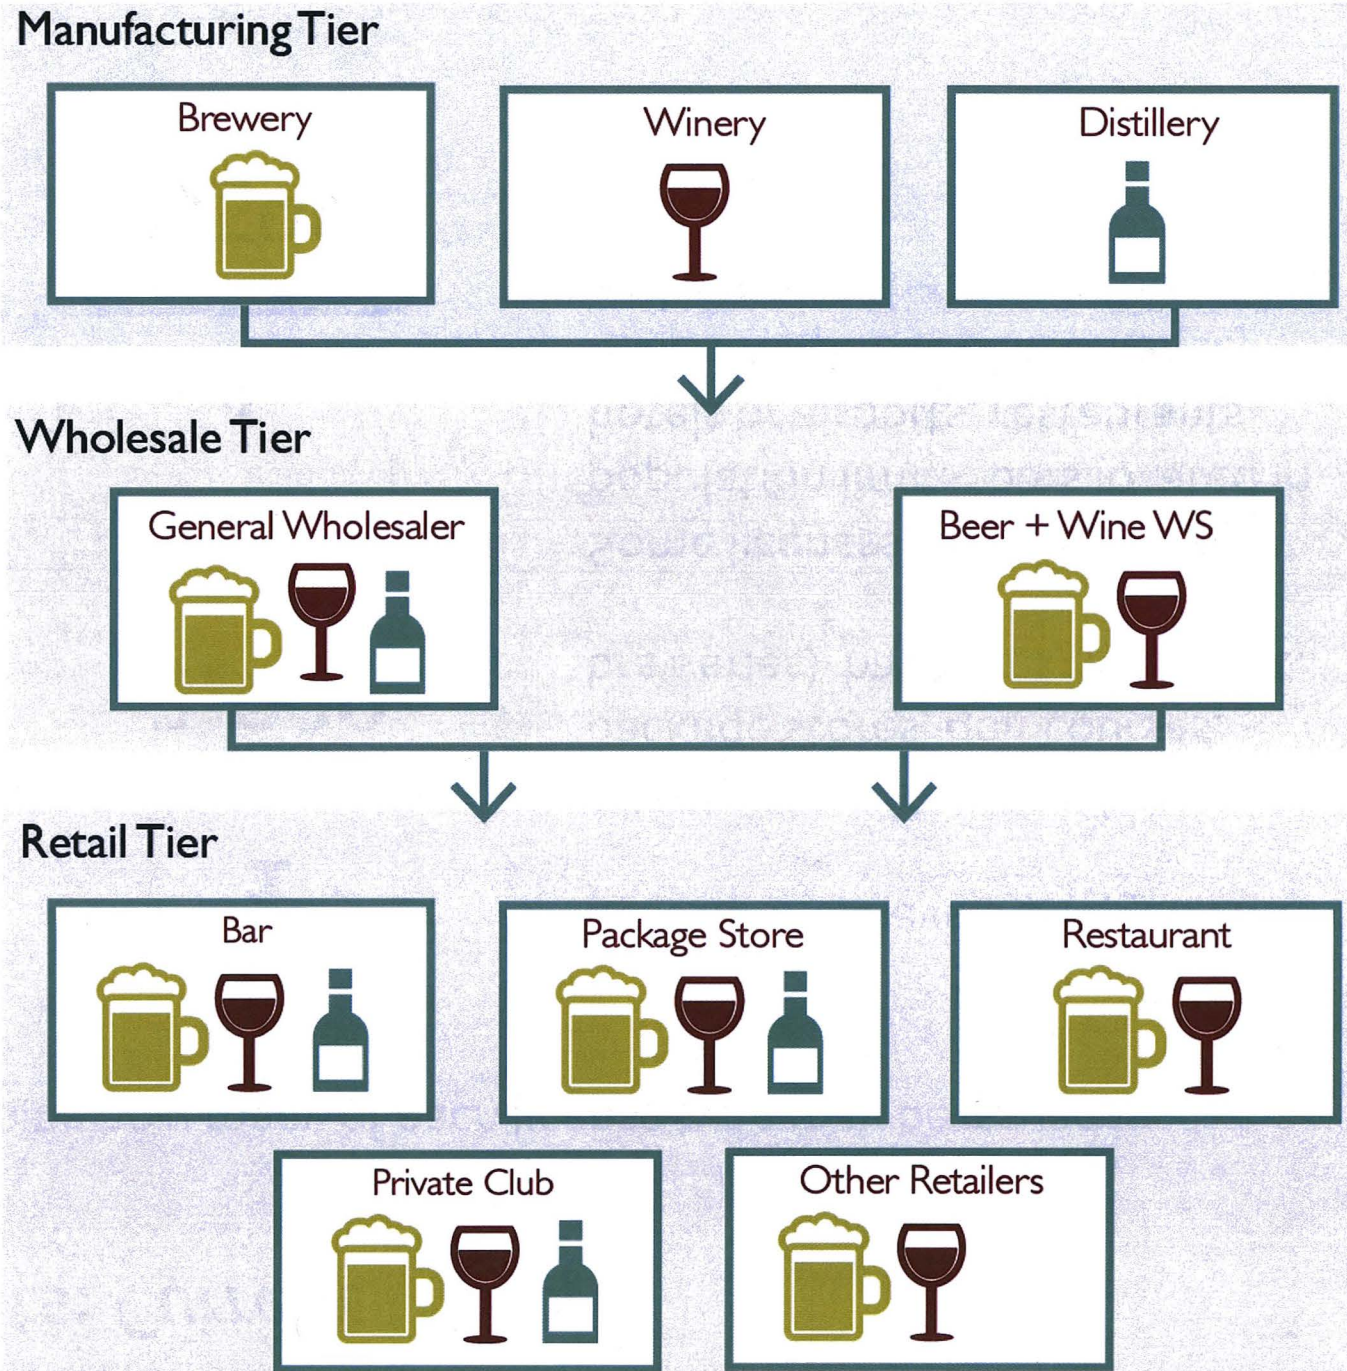 Manufacturing Tier
Brewery
Winery
Distillery
Wholesale Tier
General Wholesaler
Beer + Wine WS
Retail Tier
Bar
Package Store
Restaurant
Private Club
Other Retailers